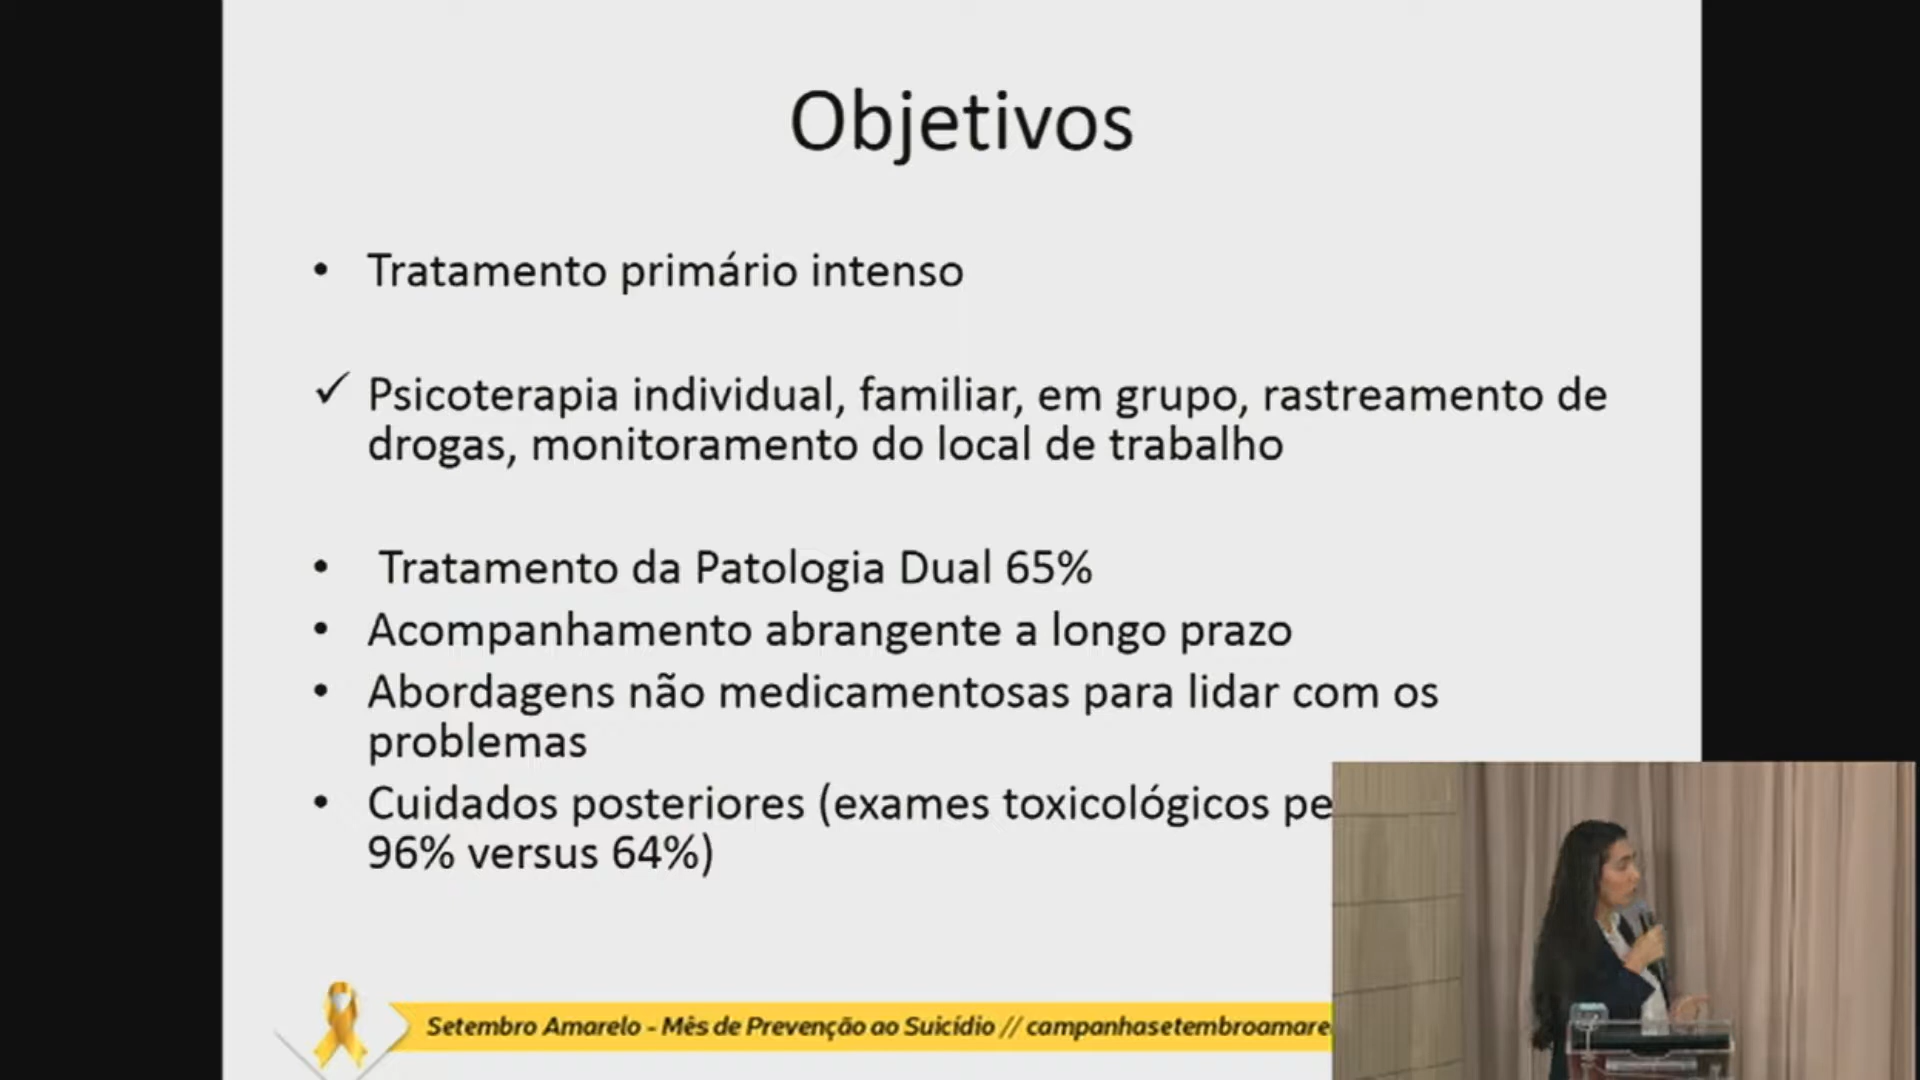 Objetivos
• Tratamento primário intenso
✓ Psicoterapia individual, familiar, em grupo, rastreamento de
drogas, monitoramento do local de trabalho
• Tratamento da Patologia Dual 65%
• Acompanhamento abrangente a longo prazo
• Abordagens não medicamentosas para lidar com os
problemas
• Cuidados posteriores (exames toxicológicos
96% versus 64%)
Setembro Amarelo - Mês de Prevenção ao Suicídio //